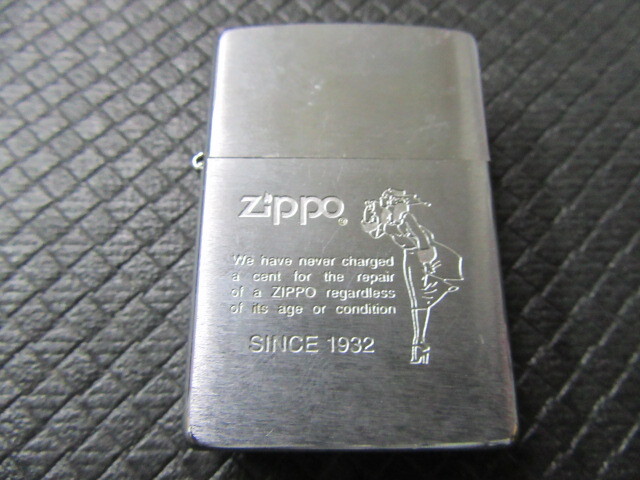 Zippo®
We have never charged
a cent for the repair
of a ZIPPO regardless
of its age or condition
SINCE 1932